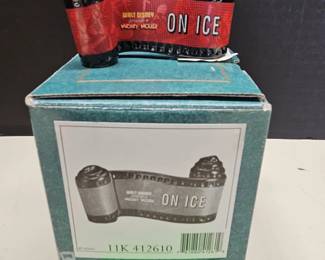 WALT DISNEY
MICKEY MOUSE
ON ICE
WALT DISNEY
MICKEY MOUSE
ON ICE
11K 412610